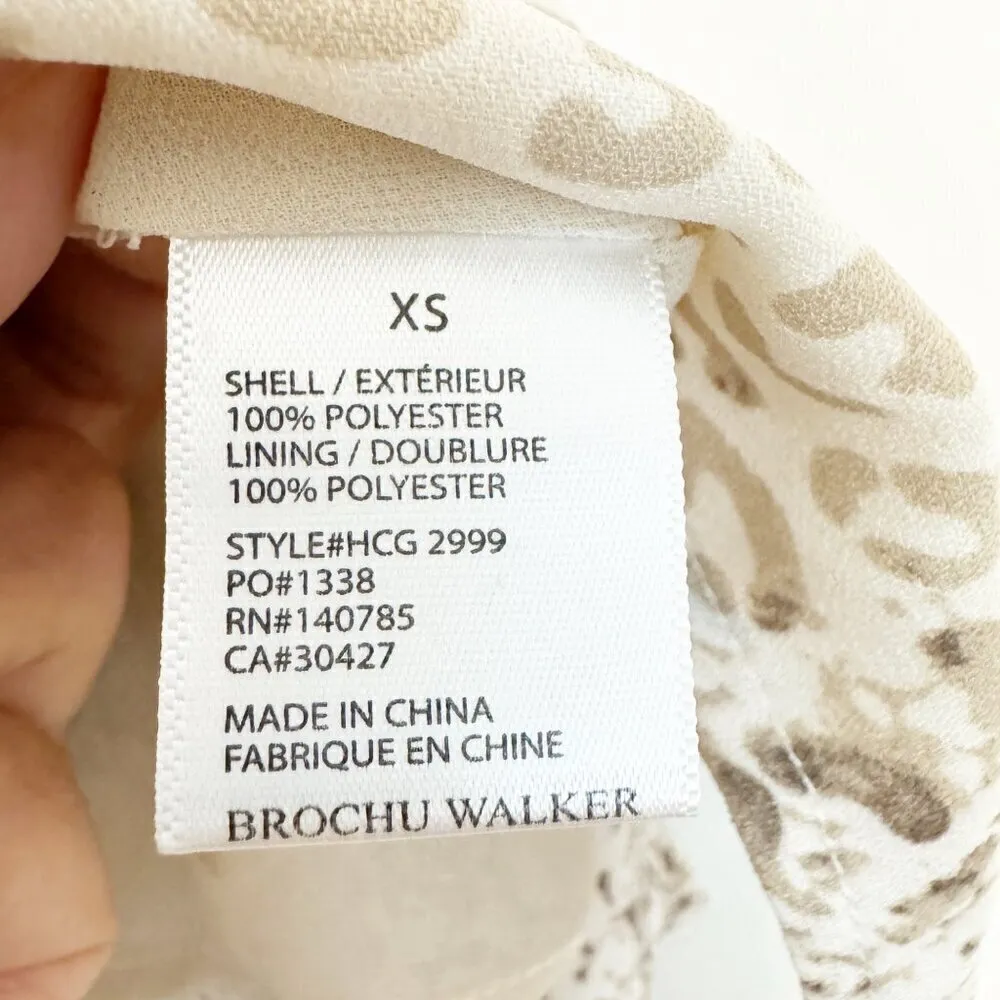 XS
SHELL / EXTÉRIEUR
100% POLYESTER
LINING / DOUBLURE
100% POLYESTER
STYLE#HCG 2999
PO#1338
RN#140785
CA#30427
MADE IN CHINA
FABRIQUE EN CHINE
BROCHU WALKER